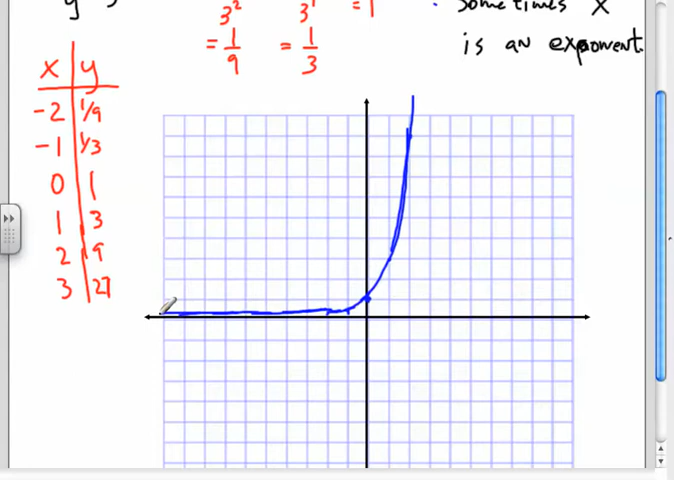 3² 3¹ = 1 · Sometimes x
= 1/9 = 1/3 is an exponent.
x y
-2 1/9
-1 1/3
0 1
1 3
2 9
3 27